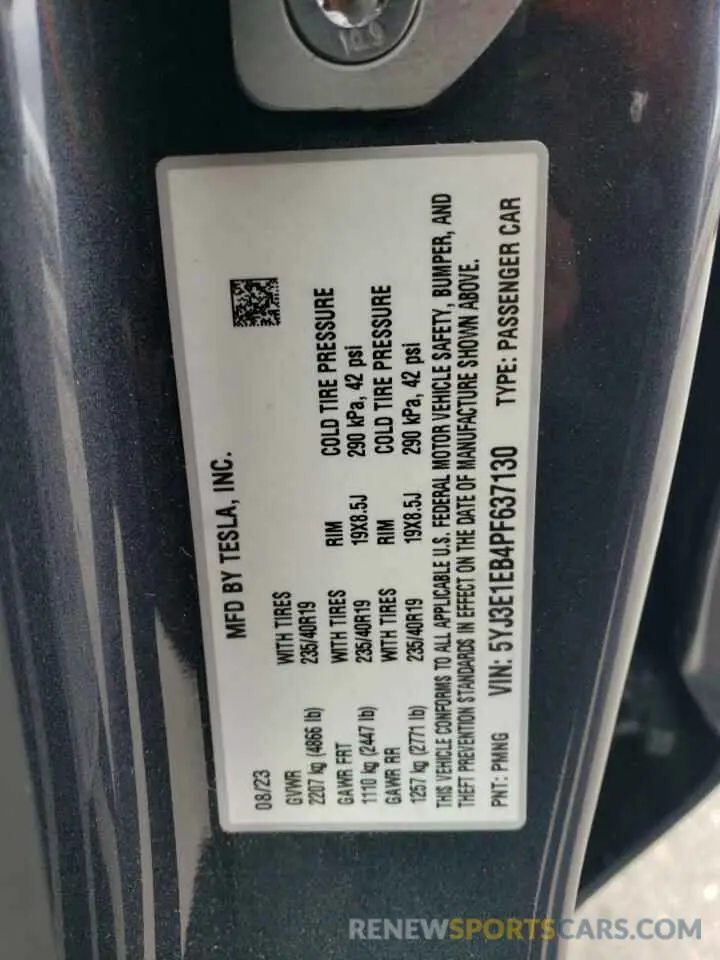 10.9
MFD BY TESLA, INC.
08/23
GVWR WITH TIRES
2207 kg (4866 lb) 235/40R19
GAWR FRT WITH TIRES RIM COLD TIRE PRESSURE
1110 kg (2447 lb) 235/40R19 19X8.5J 290 kPa, 42 psi
GAWR RR WITH TIRES RIM COLD TIRE PRESSURE
1257 kg (2771 lb) 235/40R19 19X8.5J 290 kPa, 42 psi
THIS VEHICLE CONFORMS TO ALL APPLICABLE U.S. FEDERAL MOTOR VEHICLE SAFETY, BUMPER, AND
THEFT PREVENTION STANDARDS IN EFFECT ON THE DATE OF MANUFACTURE SHOWN ABOVE.
PNT: PMNG VIN: 5YJ3E1EB4PF637130 TYPE: PASSENGER CAR
RENEWSPORTSCARS.COM